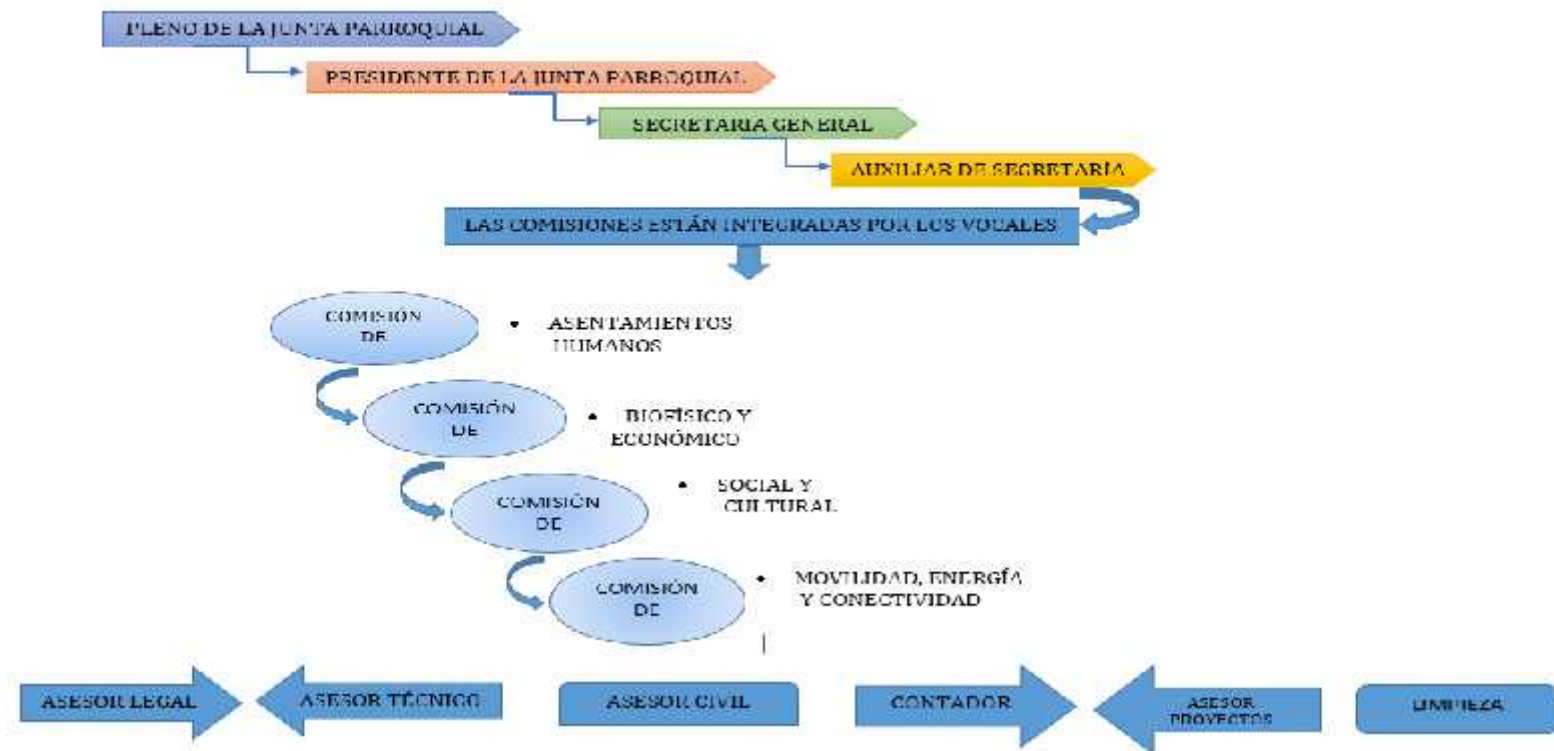 PLENO DE LA JUNTA PARROQUIAL
PRESIDENTE DE LA JUNTA PARROQUIAL
SECRETARIA GENERAL
AUXILIAR DE SECRETARÍA
LAS COMISIONES ESTÁN INTEGRADAS POR LOS VOCALES
COMISIÓN
DE
• ASENTAMIENTOS
HUMANOS
COMISIÓN
DE
• BIOFÍSICO Y
ECONÓMICO
COMISIÓN
DE
• SOCIAL Y
CULTURAL
COMISIÓN
DE
• MOVILIDAD, ENERGÍA
Y CONECTIVIDAD
ASESOR LEGAL
ASESOR TÉCNICO
ASESOR CIVIL
CONTADOR
ASESOR
PROYECTOS
LIMPIEZA